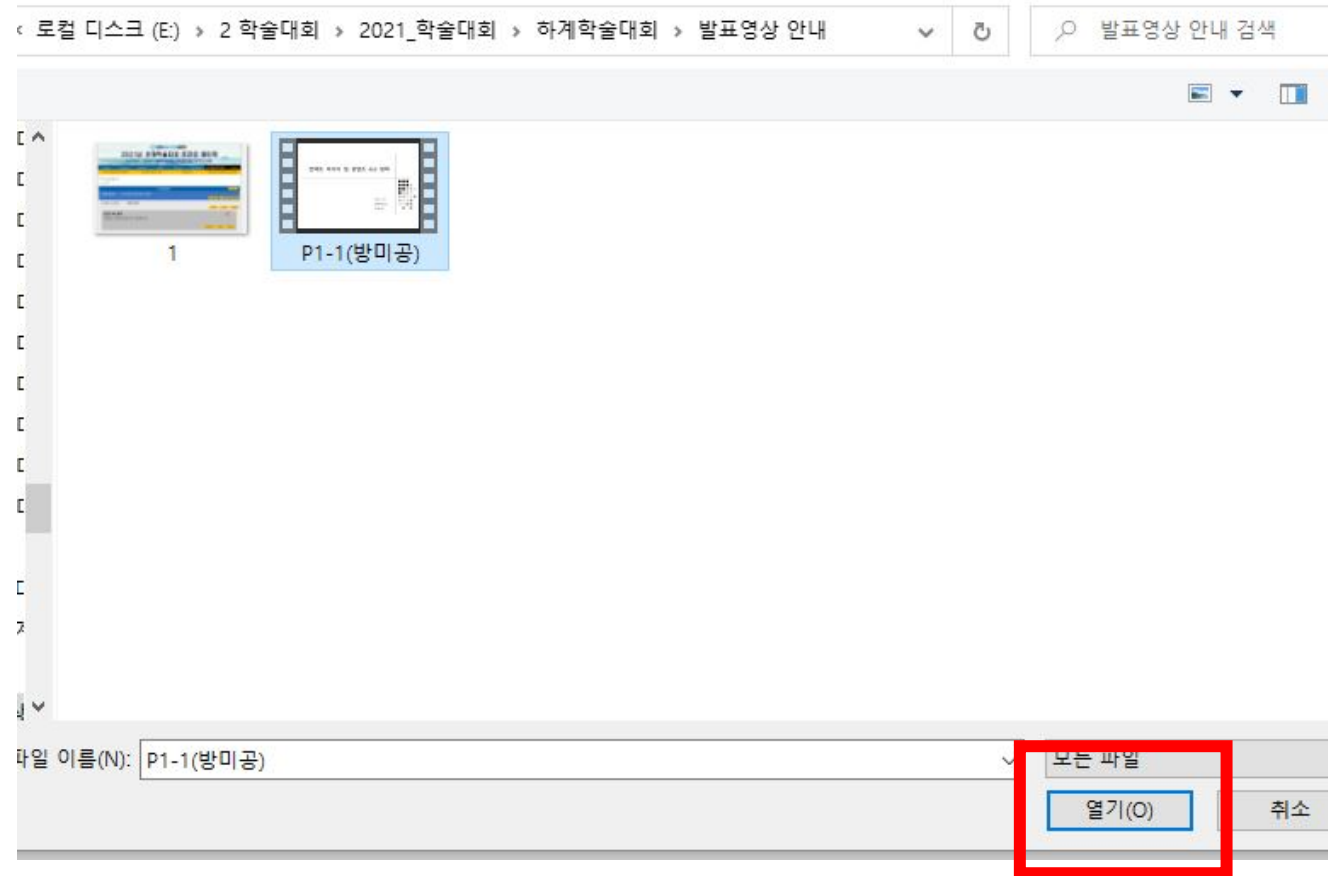 로컬 디스크 (E:) › 2 학술대회 › 2021_학술대회 › 하계학술대회 › 발표영상 안내
발표영상 안내 검색
1
P1-1(방미공)
파일 이름(N):
P1-1(방미공)
모든 파일
열기(O)
취소